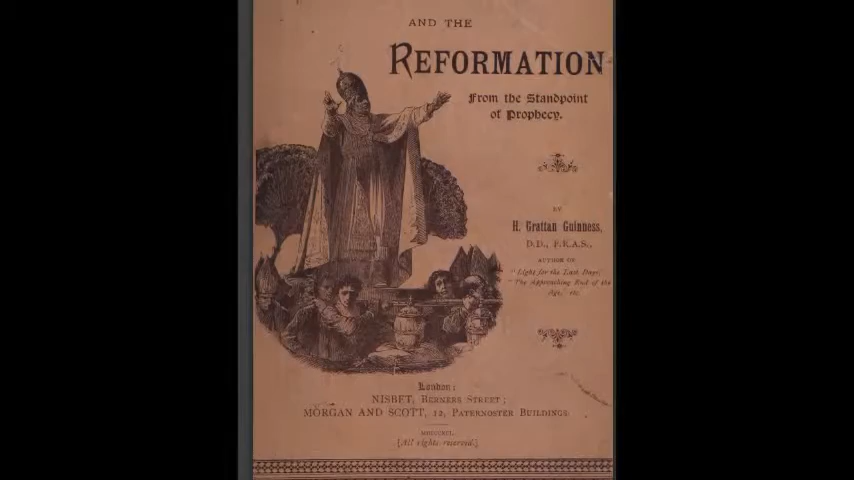 AND THE
REFORMATION
From the Standpoint
of Prophecy.
BY
H. Grattan Guinness,
D.D., F.R.A.S.,
AUTHOR OF
"Light for the Last Days,"
"The Approaching End of the
Age," etc.
London:
NISBET, BERNERS STREET;
MORGAN AND SCOTT, 12, PATERNOSTER BUILDINGS
[All rights reserved.]